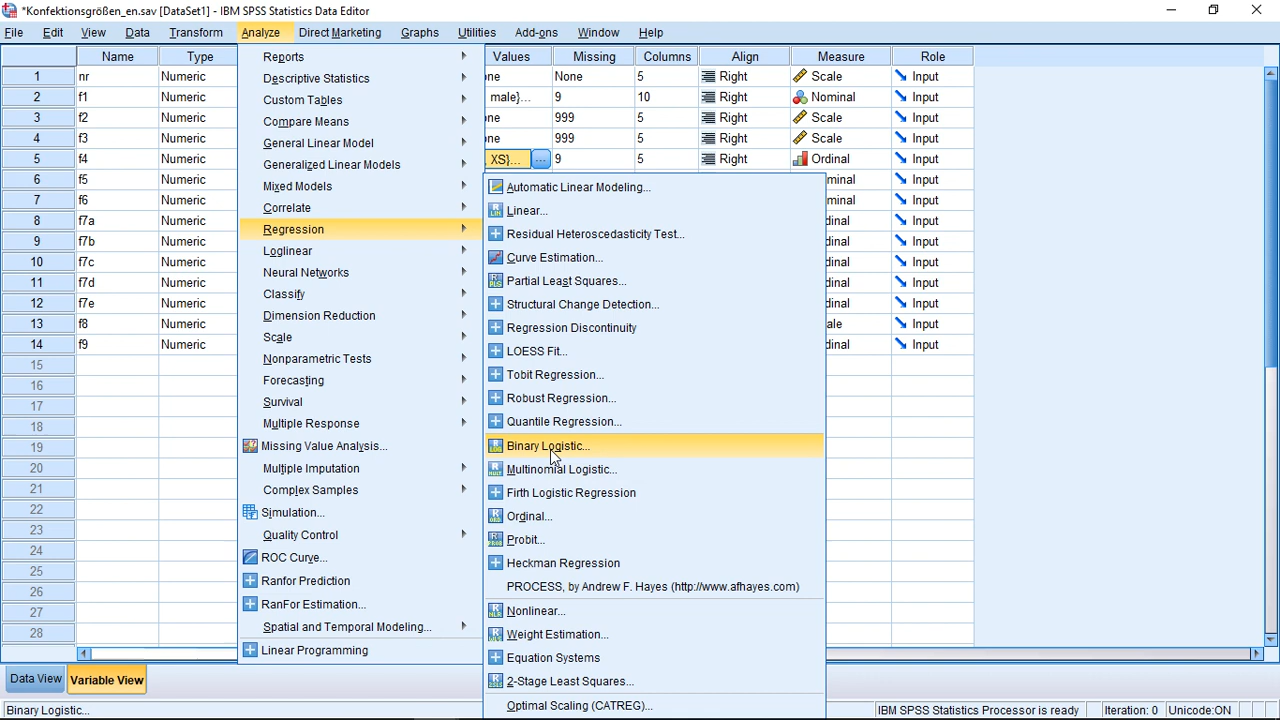 *Konfektionsgrößen_en.sav [DataSet1] - IBM SPSS Statistics Data Editor
File Edit View Data Transform Analyze Direct Marketing Graphs Utilities Add-ons Window Help
Name Type Values Missing Columns Align Measure Role
1 nr Numeric one None 5 Right Scale Input
2 f1 Numeric male}... 9 10 Right Nominal Input
3 f2 Numeric one 999 5 Right Scale Input
4 f3 Numeric one 999 5 Right Scale Input
5 f4 Numeric XS}... ... 9 5 Right Ordinal Input
6 f5 Numeric minal Input
7 f6 Numeric minal Input
8 f7a Numeric dinal Input
9 f7b Numeric dinal Input
10 f7c Numeric dinal Input
11 f7d Numeric dinal Input
12 f7e Numeric dinal Input
13 f8 Numeric ale Input
14 f9 Numeric dinal Input
15
16
17
18
19
20
21
22
23
24
25
26
27
28
Reports
Descriptive Statistics
Custom Tables
Compare Means
General Linear Model
Generalized Linear Models
Mixed Models
Correlate
Regression
Loglinear
Neural Networks
Classify
Dimension Reduction
Scale
Nonparametric Tests
Forecasting
Survival
Multiple Response
Missing Value Analysis...
Multiple Imputation
Complex Samples
Simulation...
Quality Control
ROC Curve...
Ranfor Prediction
RanFor Estimation...
Spatial and Temporal Modeling...
Linear Programming
Automatic Linear Modeling...
Linear...
Residual Heteroscedasticity Test...
Curve Estimation...
Partial Least Squares...
Structural Change Detection...
Regression Discontinuity
LOESS Fit...
Tobit Regression...
Robust Regression...
Quantile Regression...
Binary Logistic...
Multinomial Logistic...
Firth Logistic Regression
Ordinal...
Probit...
Heckman Regression
PROCESS, by Andrew F. Hayes (http://www.afhayes.com)
Nonlinear...
Weight Estimation...
Equation Systems
2-Stage Least Squares...
Optimal Scaling (CATREG)...
Data View Variable View
Binary Logistic... IBM SPSS Statistics Processor is ready Iteration: 0 Unicode:ON